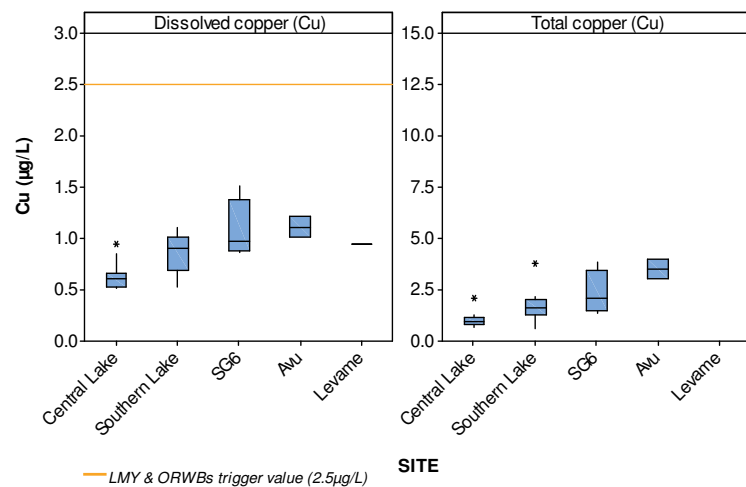 Dissolved copper (Cu)
Total copper (Cu)
Cu (µg/L)
3.0
2.5
2.0
1.5
1.0
0.5
0.0
15.0
12.5
10.0
7.5
5.0
2.5
0.0
*
*
*
Central Lake
Southern Lake
SG6
Avu
Levame
Central Lake
Southern Lake
SG6
Avu
Levame
SITE
LMY & ORWBs trigger value (2.5µg/L)